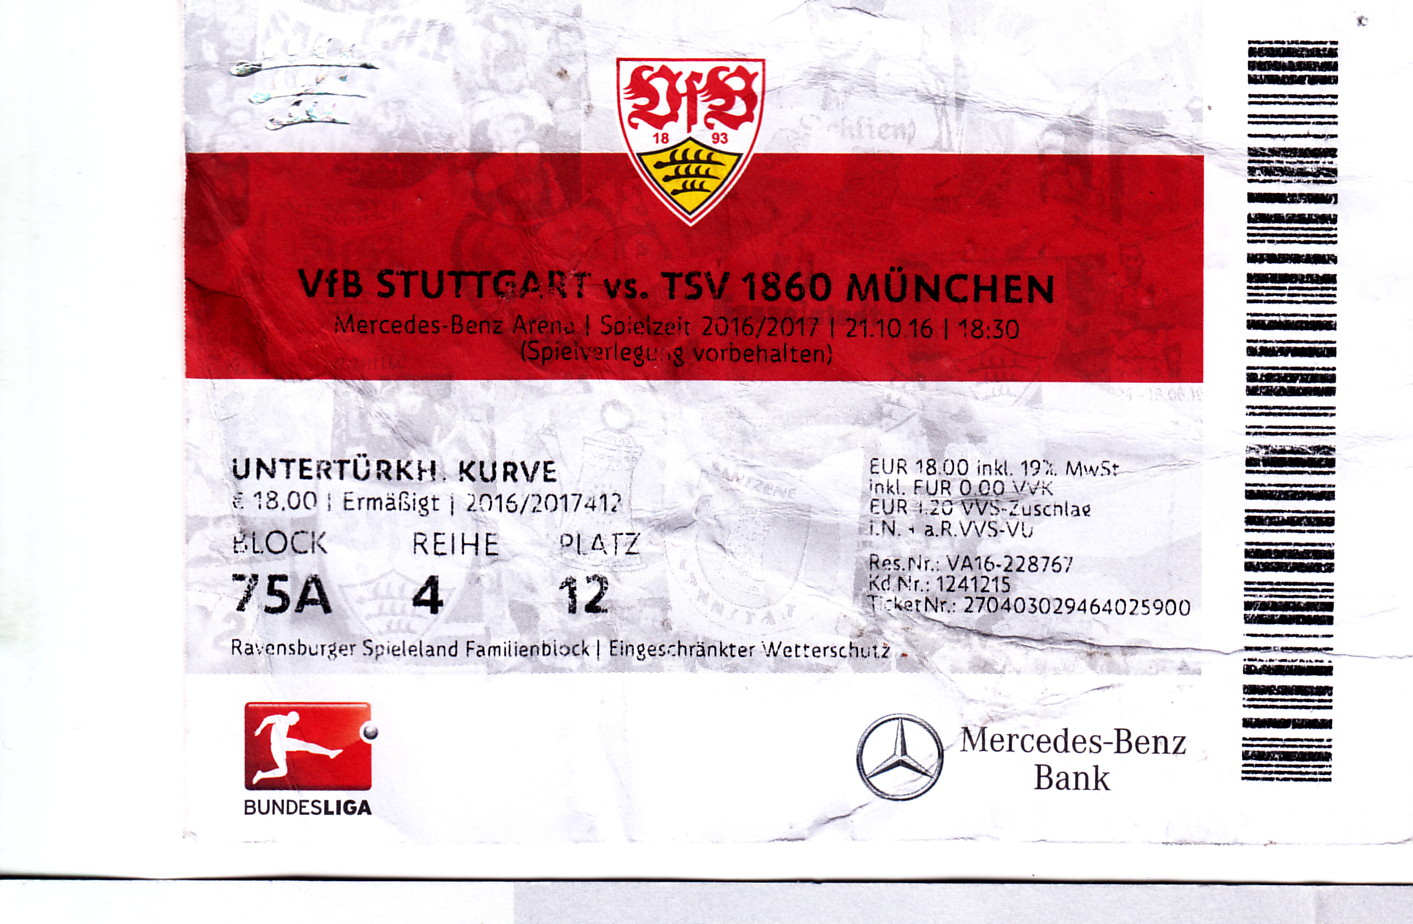 VfB
18 93
VfB STUTTGART vs. TSV 1860 MÜNCHEN
Mercedes-Benz Arena | Spielzeit 2016/2017 | 21.10.16 | 18:30
(Spielverlegung vorbehalten)
UNTERTÜRKH. KURVE
€ 18,00 | Ermäßigt | 2016/2017412
BLOCK REIHE PLATZ
75A 4 12
Ravensburger Spieleland Familienblock | Eingeschränkter Wetterschutz
EUR 18.00 inkl. 19%. MwSt
inkl. EUR 0.00 VVK
EUR 1.20 VVS-Zuschlag
i.N. + a.R.VVS-VU
Res.Nr.: VA16-228767
Kd Nr.: 1241215
TicketNr.: 270403029464025900
BUNDESLIGA
Mercedes-Benz
Bank